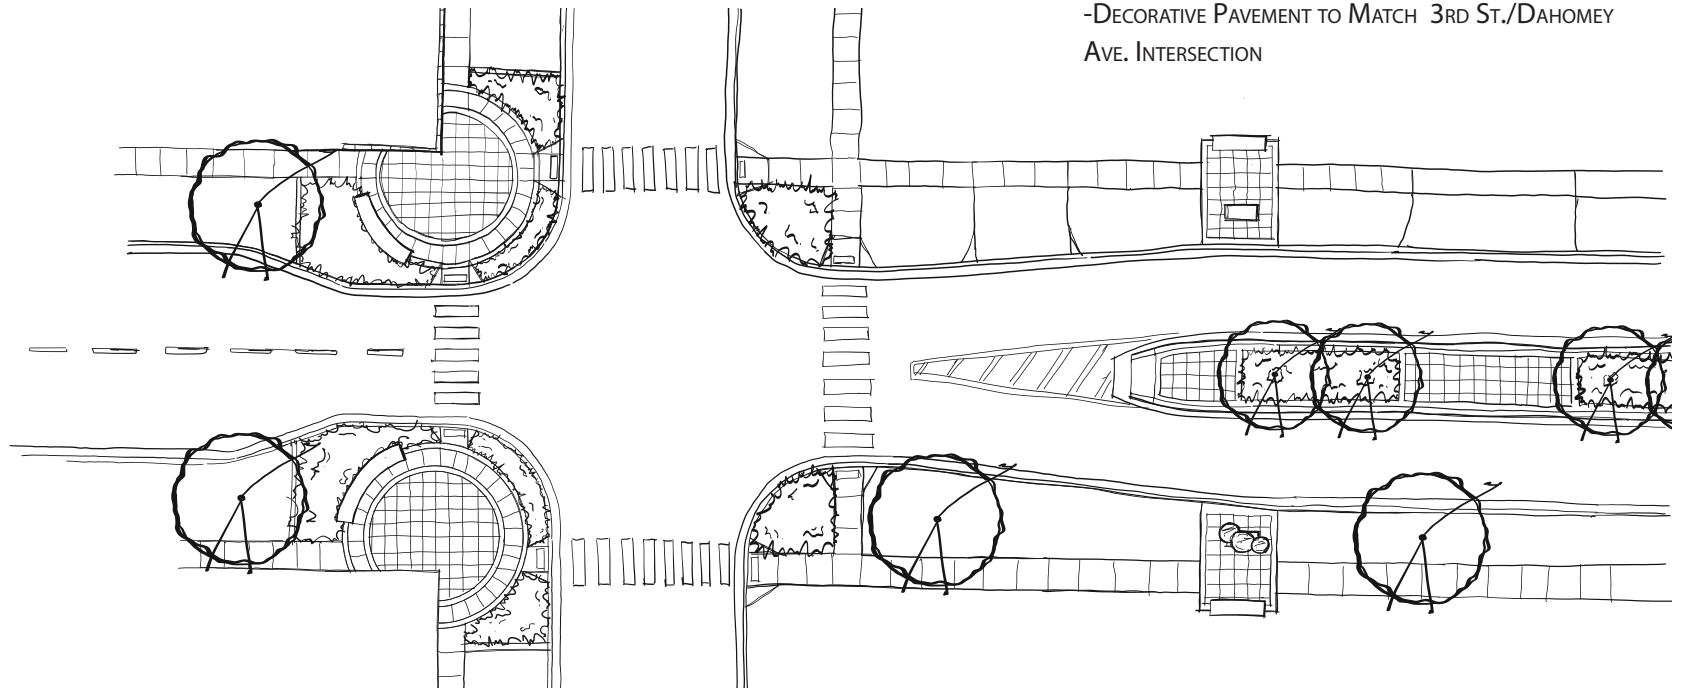 -Decorative Pavement to Match 3rd St./Dahomey
Ave. Intersection